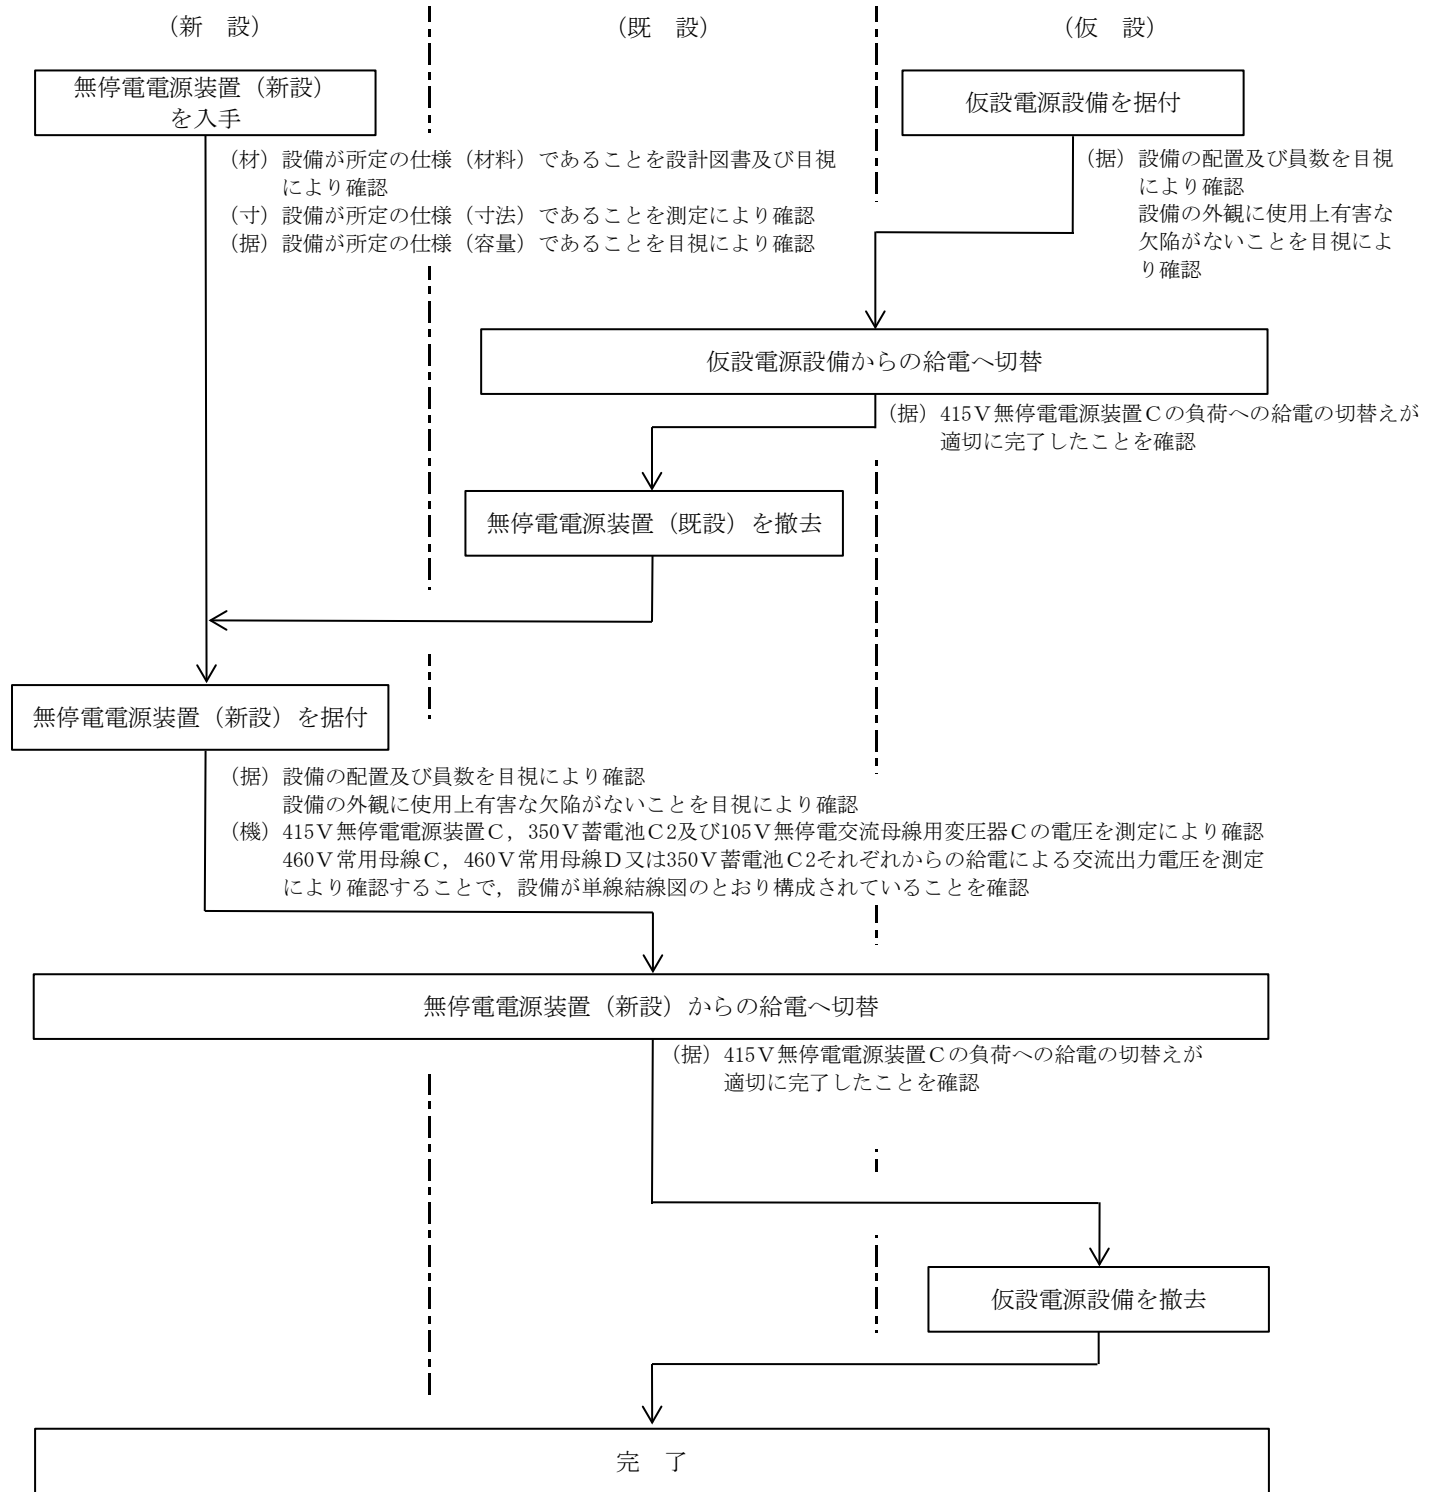 （新　設）
（既　設）
（仮　設）
無停電電源装置（新設）
を入手
仮設電源設備を据付
（材）設備が所定の仕様（材料）であることを設計図書及び目視
により確認
（寸）設備が所定の仕様（寸法）であることを測定により確認
（据）設備が所定の仕様（容量）であることを目視により確認
（据）設備の配置及び員数を目視
により確認
設備の外観に使用上有害な
欠陥がないことを目視によ
り確認
仮設電源設備からの給電へ切替
（据）415Ｖ無停電電源装置Ｃの負荷への給電の切替えが
適切に完了したことを確認
無停電電源装置（既設）を撤去
無停電電源装置（新設）を据付
（据）設備の配置及び員数を目視により確認
設備の外観に使用上有害な欠陥がないことを目視により確認
（機）415Ｖ無停電電源装置Ｃ，350Ｖ蓄電池Ｃ2及び105Ｖ無停電交流母線用変圧器Ｃの電圧を測定により確認
460Ｖ常用母線Ｃ，460Ｖ常用母線Ｄ又は350Ｖ蓄電池Ｃ2それぞれからの給電による交流出力電圧を測定
により確認することで，設備が単線結線図のとおり構成されていることを確認
無停電電源装置（新設）からの給電へ切替
（据）415Ｖ無停電電源装置Ｃの負荷への給電の切替えが
適切に完了したことを確認
仮設電源設備を撤去
完　了